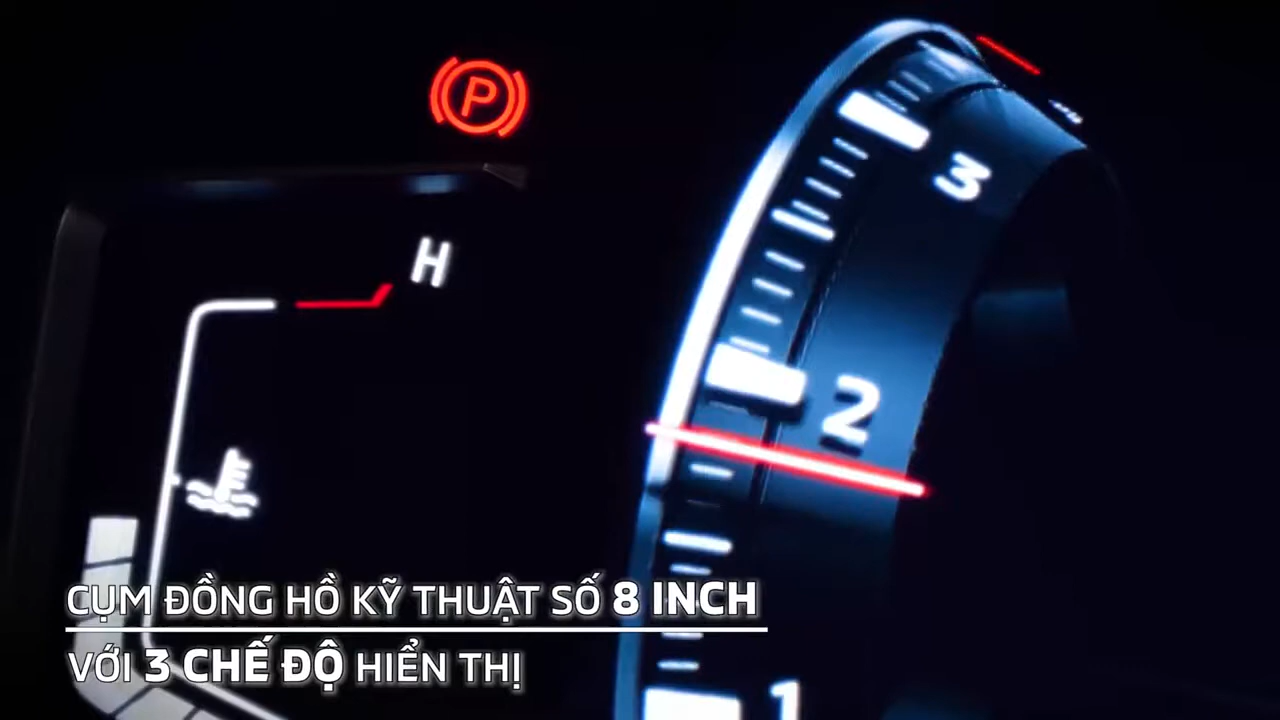 P
H
3
2
1
CỤM ĐỒNG HỒ KỸ THUẬT SỐ 8 INCH
VỚI 3 CHẾ ĐỘ HIỂN THỊ